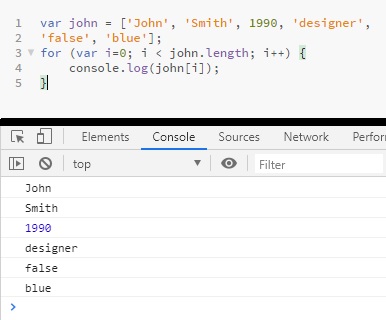 1 var john = ['John', 'Smith', 1990, 'designer',
2 'false', 'blue'];
3 for (var i=0; i < john.length; i++) {
4     console.log(john[i]);
5 }
Elements Console Sources Network Perfor
top Filter
John
Smith
1990
designer
false
blue
>